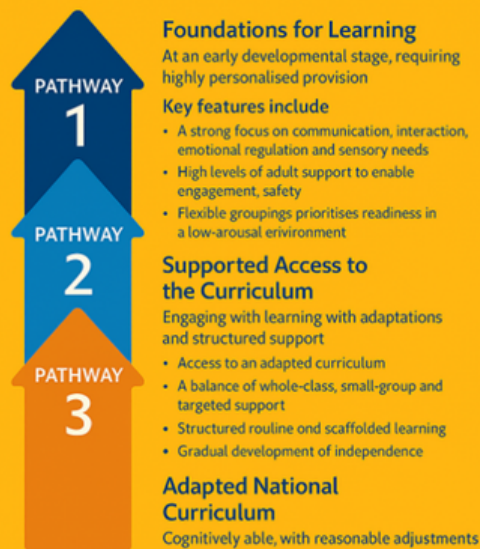 PATHWAY
1
Foundations for Learning
At an early developmental stage, requiring
highly personalised provision
Key features include
• A strong focus on communication, interaction,
emotional regulation and sensory needs
• High levels of adult support to enable
engagement, safety
• Flexible groupings prioritises readiness in
a low-arousal erivironment
PATHWAY
2
Supported Access to
the Curriculum
Engaging with learning with adaptations
and structured support
• Access to an adapted curriculum
• A balance of whole-class, small-group and
targeted support
• Structured rouline ond scaffolded learning
• Gradual development of independence
PATHWAY
3
Adapted National
Curriculum
Cognitively able, with reasonable adjustments